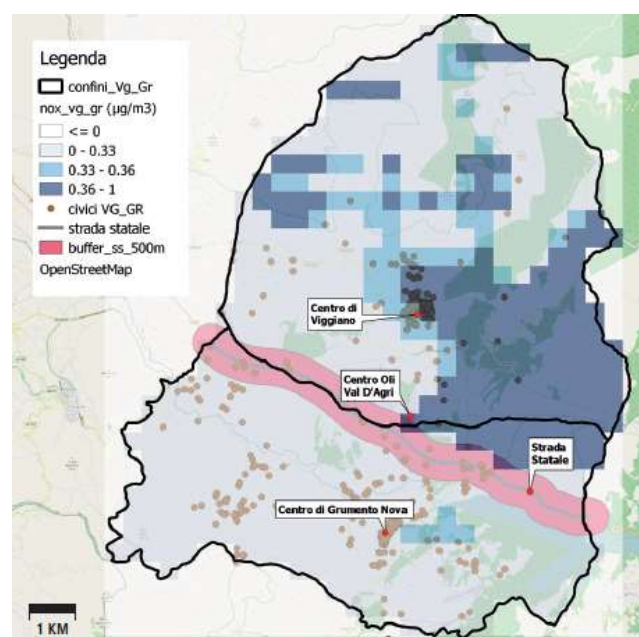 Legenda
confini_Vg_Gr
nox_vg_gr (µg/m3)
<= 0
0 - 0.33
0.33 - 0.36
0.36 - 1
civici VG_GR
strada statale
buffer_ss_500m
OpenStreetMap
Centro di
Viggiano
Centro Oli
Val D'Agri
Strada
Statale
Centro di Grumento Nova
1 KM